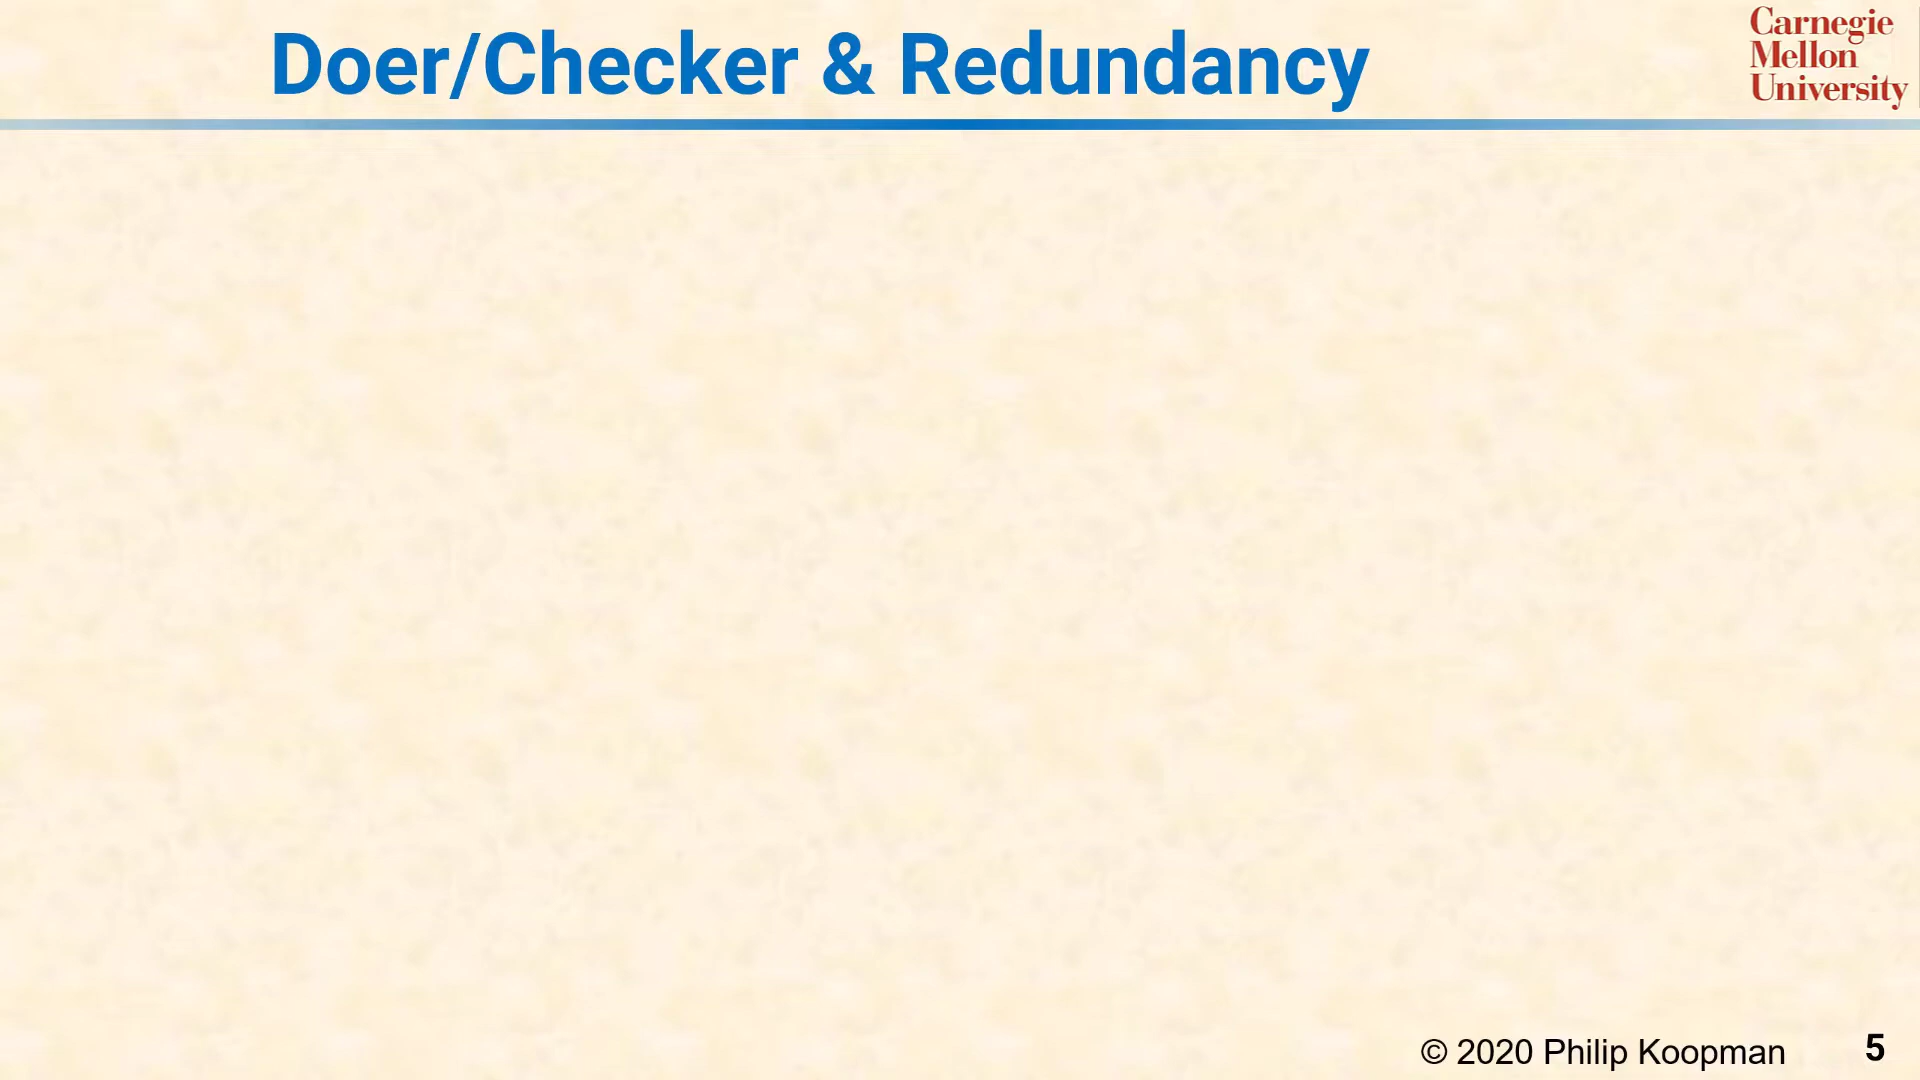 Doer/Checker & Redundancy
Carnegie
Mellon
University
© 2020 Philip Koopman
5